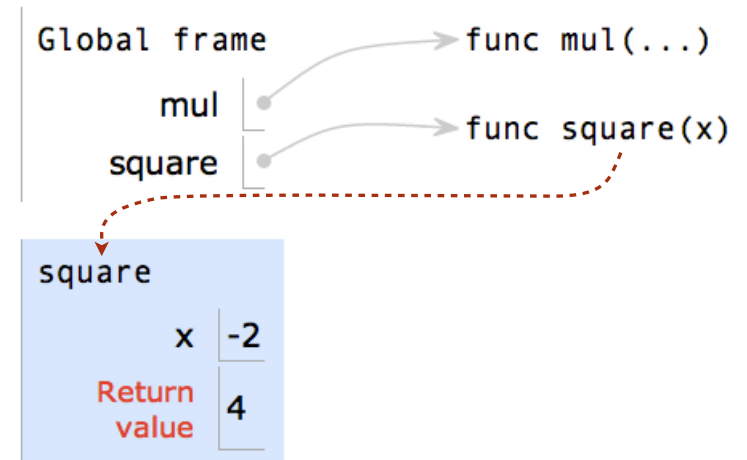 Global frame
func mul(...)
mul
func square(x)
square
square
x -2
Return
value 4